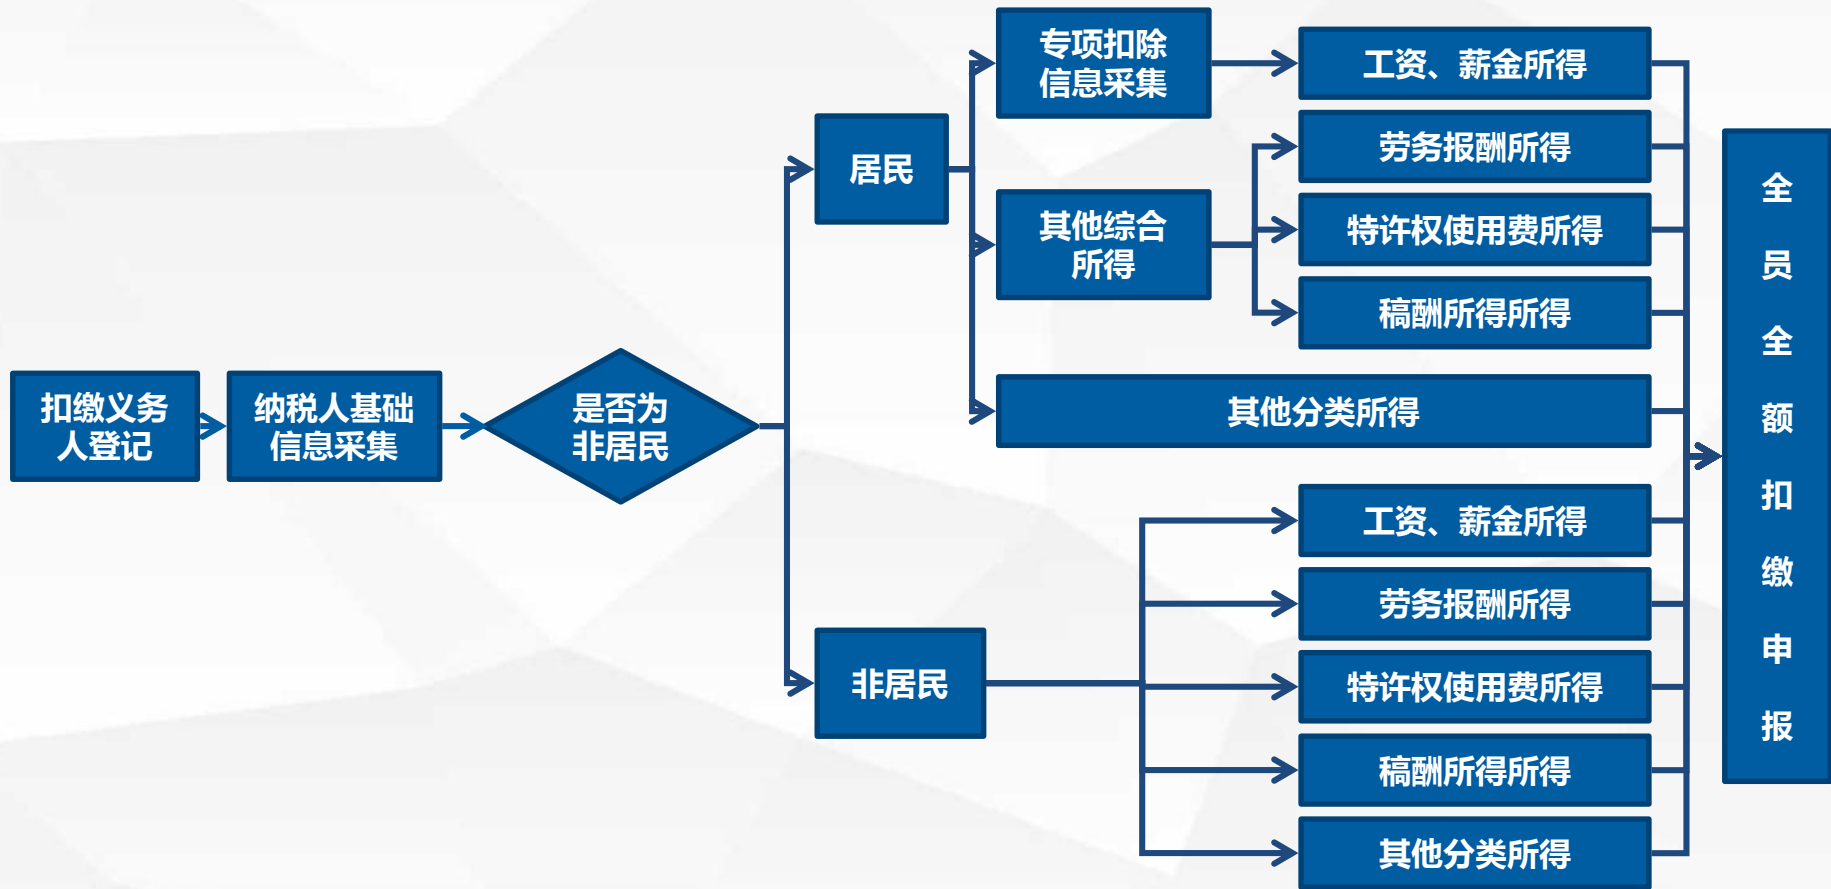 扣缴义务
人登记
纳税人基础
信息采集
是否为
非居民
居民
非居民
专项扣除
信息采集
其他综合
所得
工资、薪金所得
劳务报酬所得
特许权使用费所得
稿酬所得所得
其他分类所得
工资、薪金所得
劳务报酬所得
特许权使用费所得
稿酬所得所得
其他分类所得
全
员
全
额
扣
缴
申
报